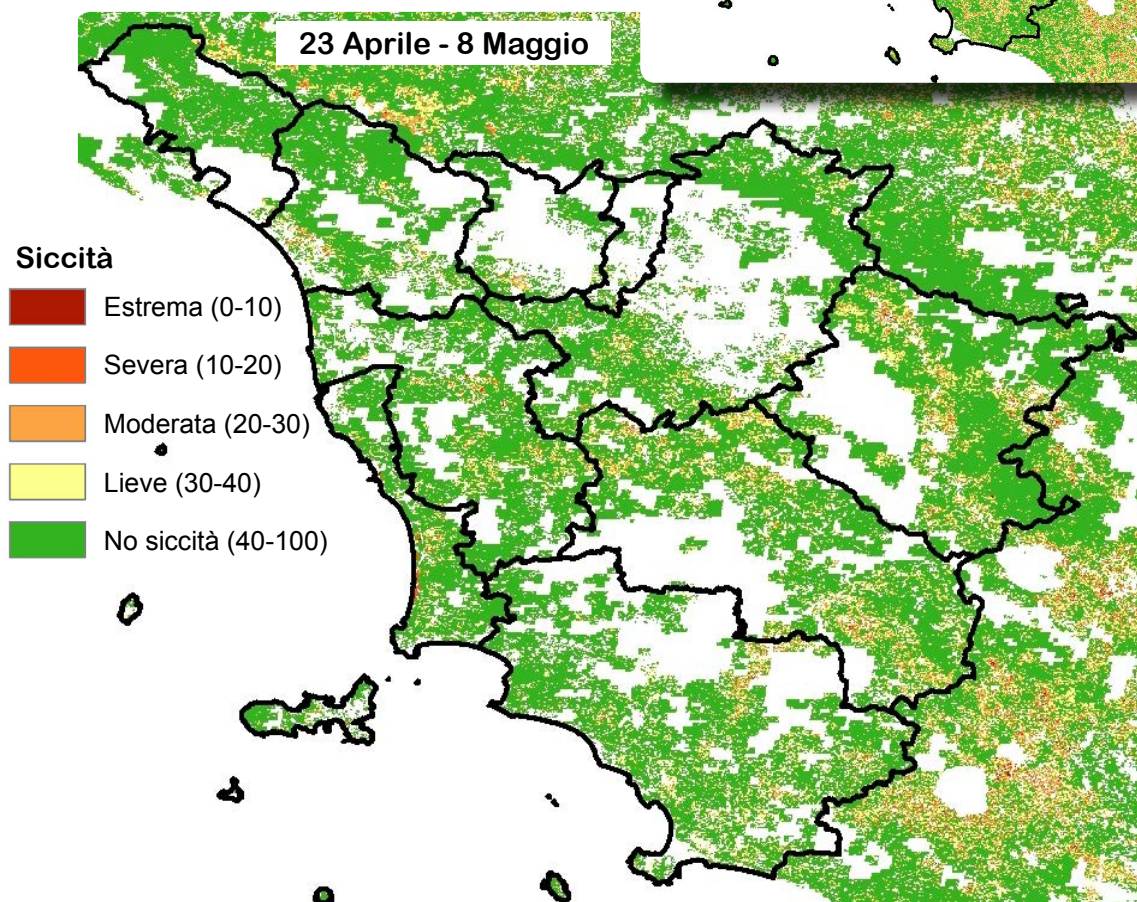 23 Aprile - 8 Maggio
Siccità
Estrema (0-10)
Severa (10-20)
Moderata (20-30)
Lieve (30-40)
No siccità (40-100)